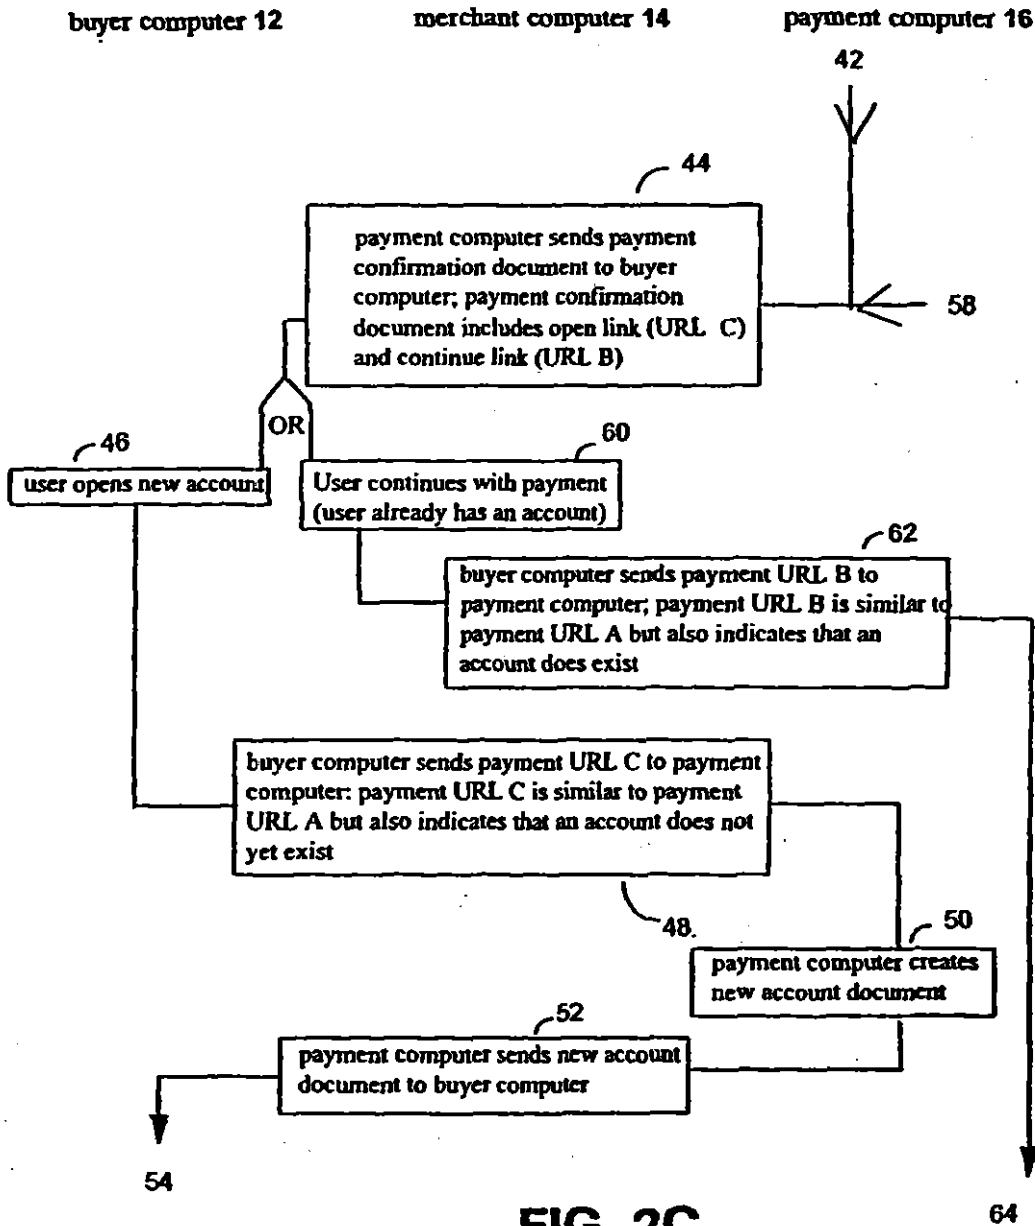 buyer computer 12 merchant computer 14 payment computer 16
42
44
payment computer sends payment
confirmation document to buyer
computer; payment confirmation
document includes open link (URL C)
and continue link (URL B)
58
OR
46
user opens new account
60
User continues with payment
(user already has an account)
62
buyer computer sends payment URL B to
payment computer; payment URL B is similar to
payment URL A but also indicates that an
account does exist
buyer computer sends payment URL C to payment
computer: payment URL C is similar to payment
URL A but also indicates that an account does not
yet exist
48.
50
payment computer creates
new account document
52
payment computer sends new account
document to buyer computer
54
64
FIG. 2C